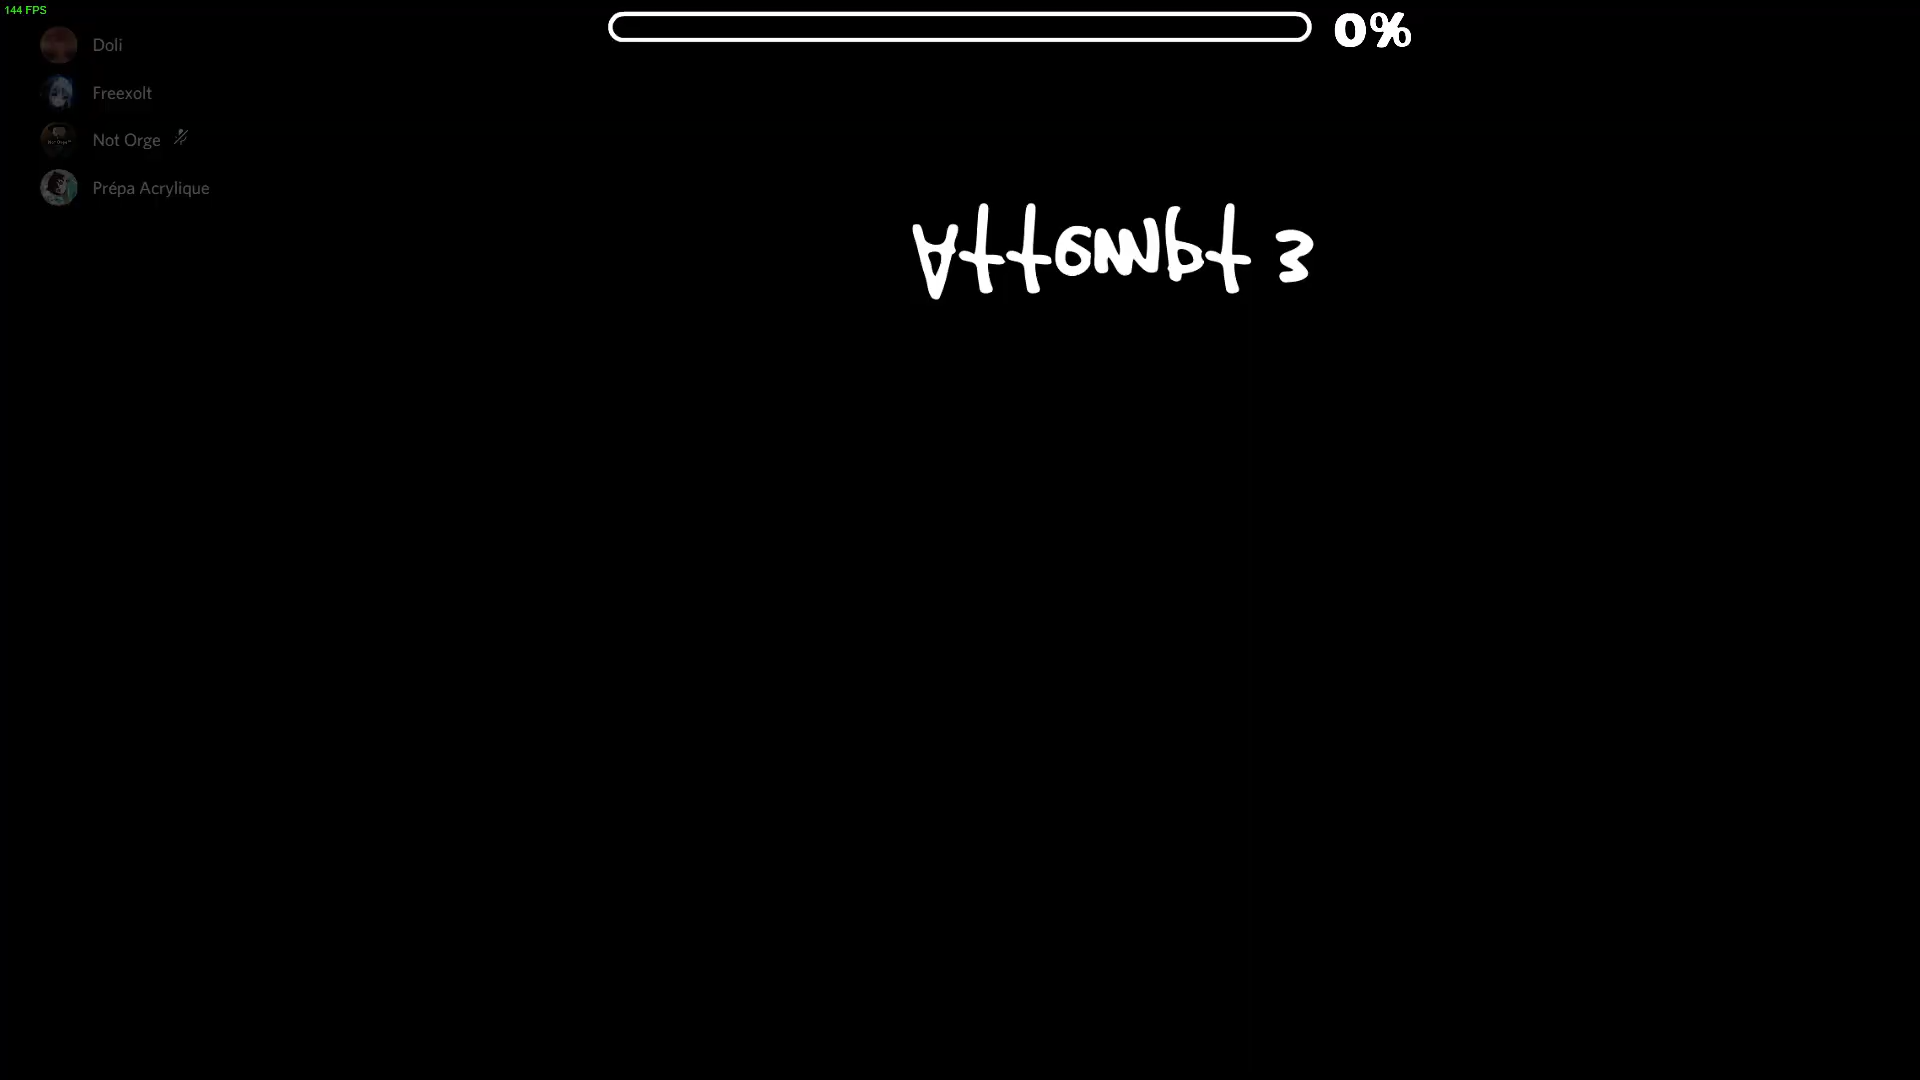 144 FPS
0%
Doli
Freexolt
Not Orge
Prépa Acrylique
Attempt 3